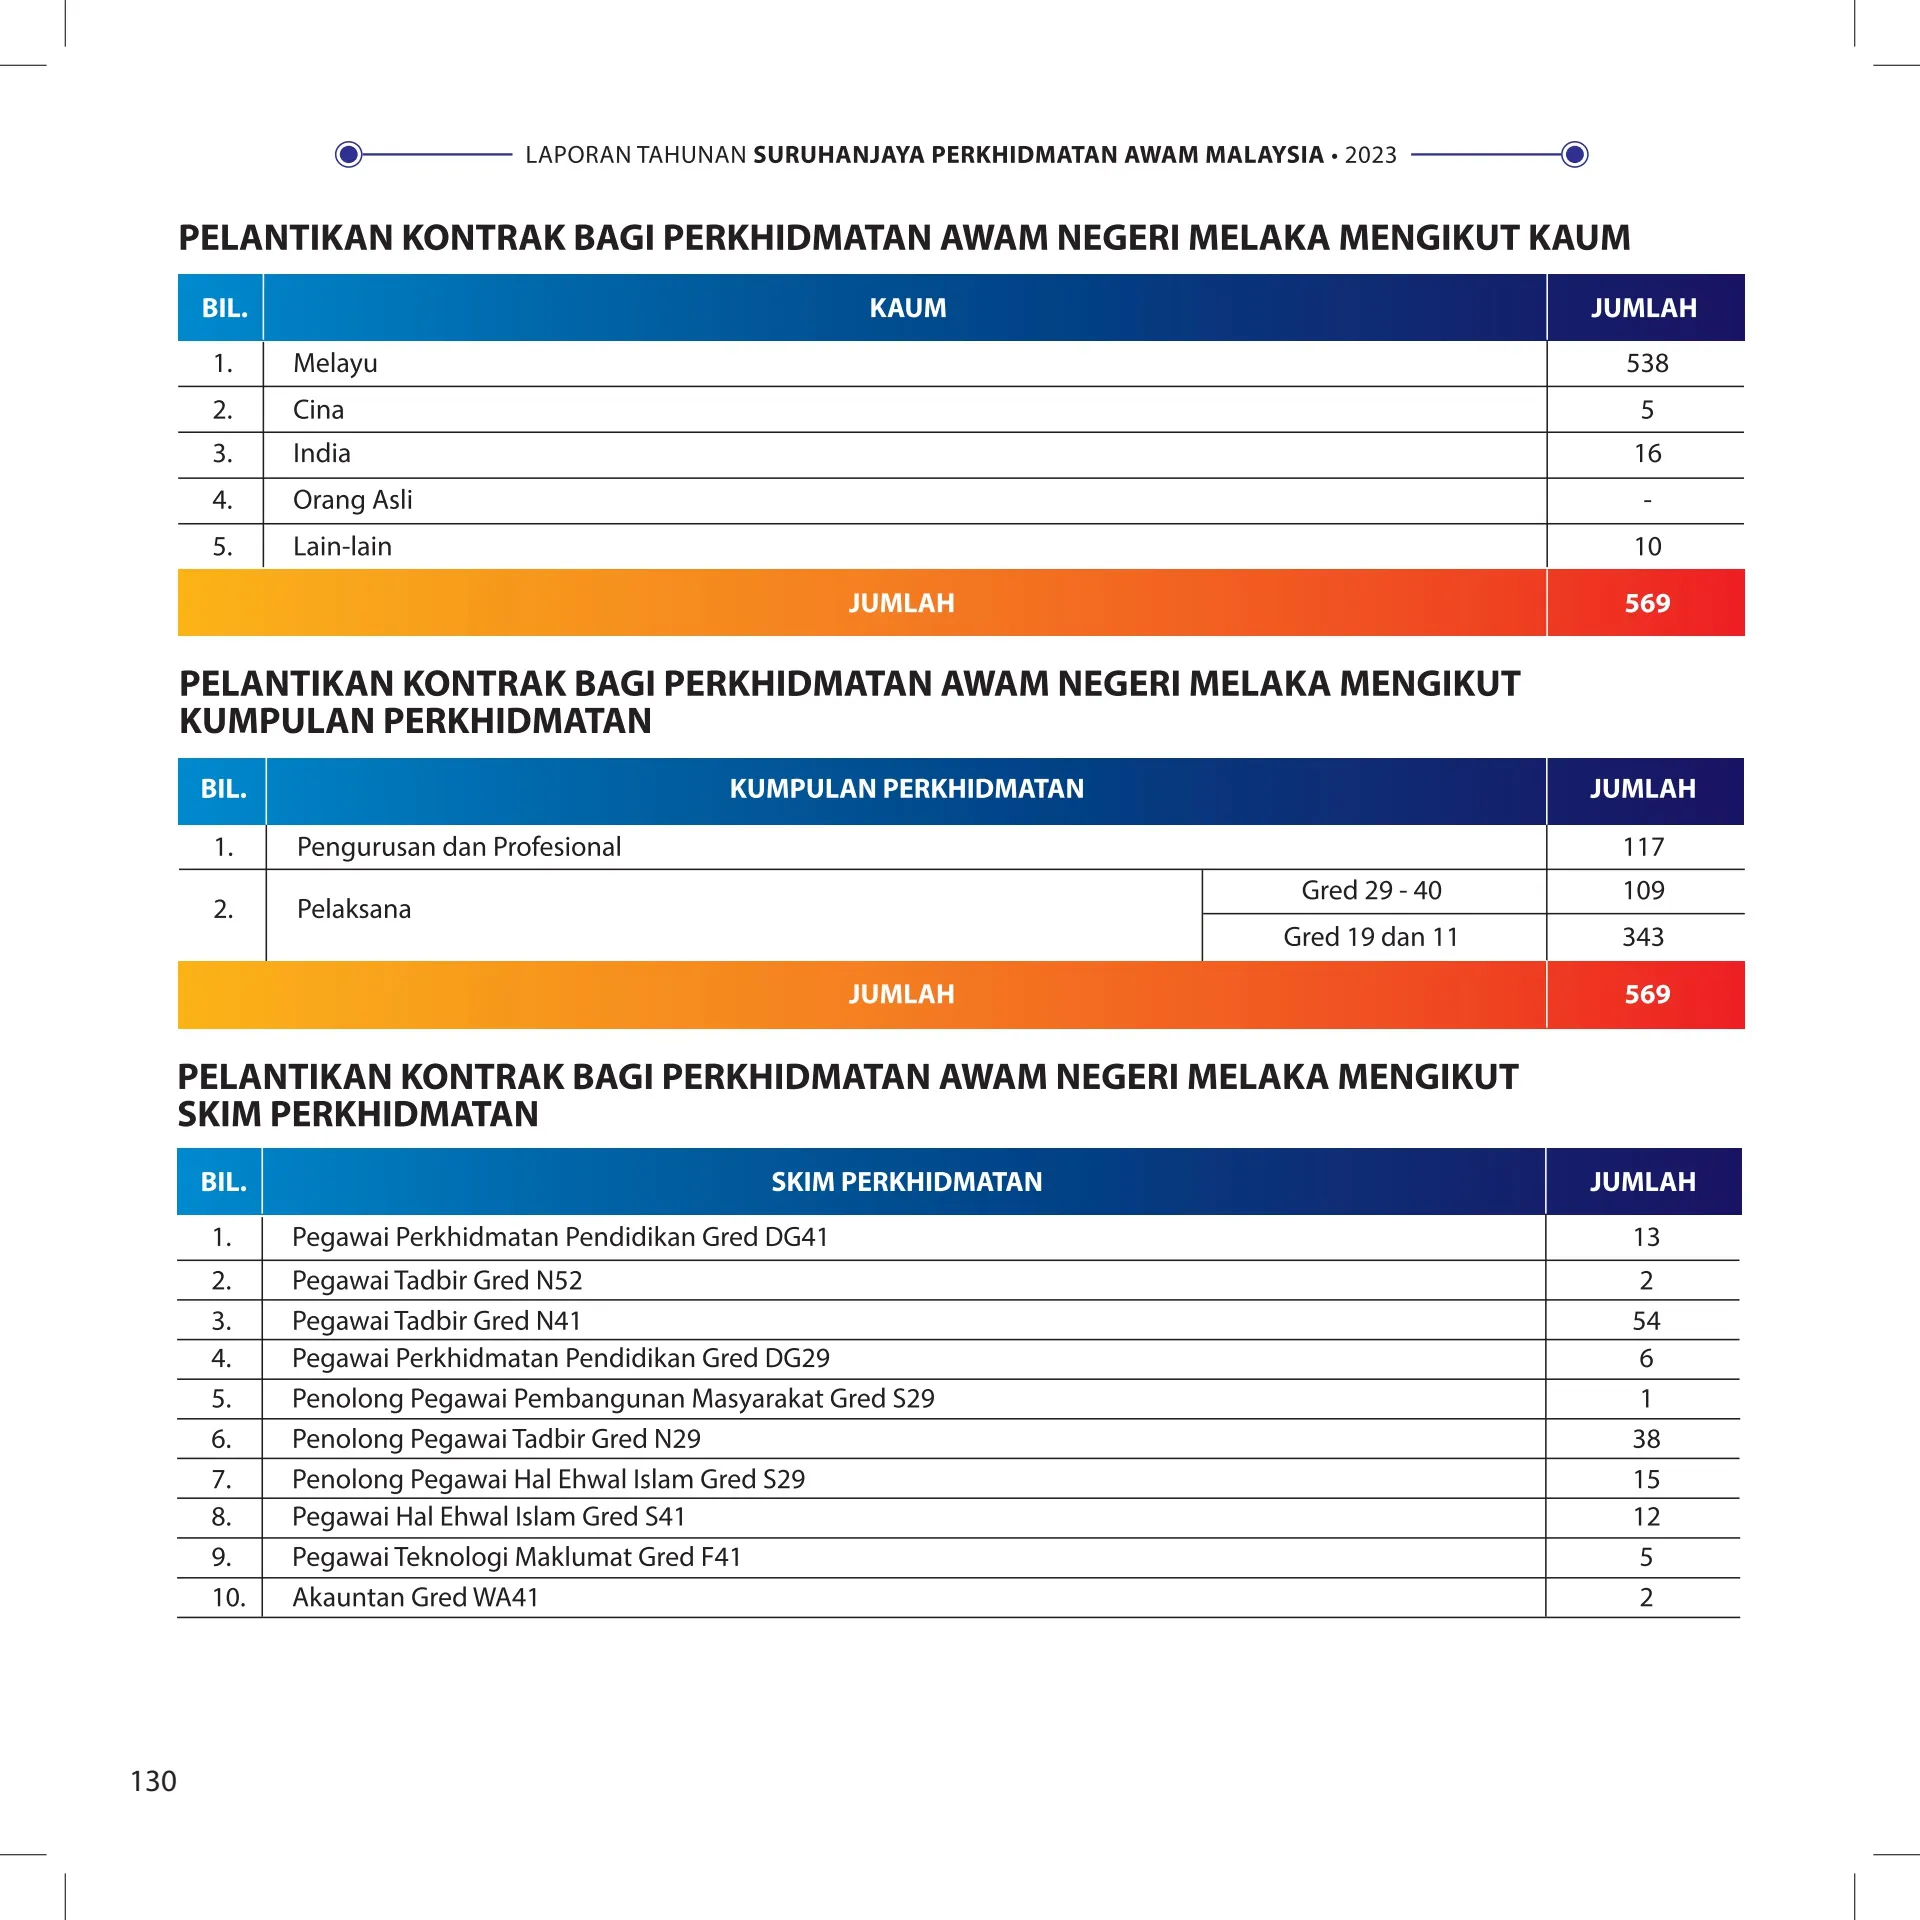 LAPORAN TAHUNAN SURUHANJAYA PERKHIDMATAN AWAM MALAYSIA • 2023
PELANTIKAN KONTRAK BAGI PERKHIDMATAN AWAM NEGERI MELAKA MENGIKUT KAUM
BIL. KAUM JUMLAH
1. Melayu 538
2. Cina 5
3. India 16
4. Orang Asli -
5. Lain-lain 10
JUMLAH 569
PELANTIKAN KONTRAK BAGI PERKHIDMATAN AWAM NEGERI MELAKA MENGIKUT
KUMPULAN PERKHIDMATAN
BIL. KUMPULAN PERKHIDMATAN JUMLAH
1. Pengurusan dan Profesional 117
2. Pelaksana Gred 29 - 40 109
Gred 19 dan 11 343
JUMLAH 569
PELANTIKAN KONTRAK BAGI PERKHIDMATAN AWAM NEGERI MELAKA MENGIKUT
SKIM PERKHIDMATAN
BIL. SKIM PERKHIDMATAN JUMLAH
1. Pegawai Perkhidmatan Pendidikan Gred DG41 13
2. Pegawai Tadbir Gred N52 2
3. Pegawai Tadbir Gred N41 54
4. Pegawai Perkhidmatan Pendidikan Gred DG29 6
5. Penolong Pegawai Pembangunan Masyarakat Gred S29 1
6. Penolong Pegawai Tadbir Gred N29 38
7. Penolong Pegawai Hal Ehwal Islam Gred S29 15
8. Pegawai Hal Ehwal Islam Gred S41 12
9. Pegawai Teknologi Maklumat Gred F41 5
10. Akauntan Gred WA41 2
130